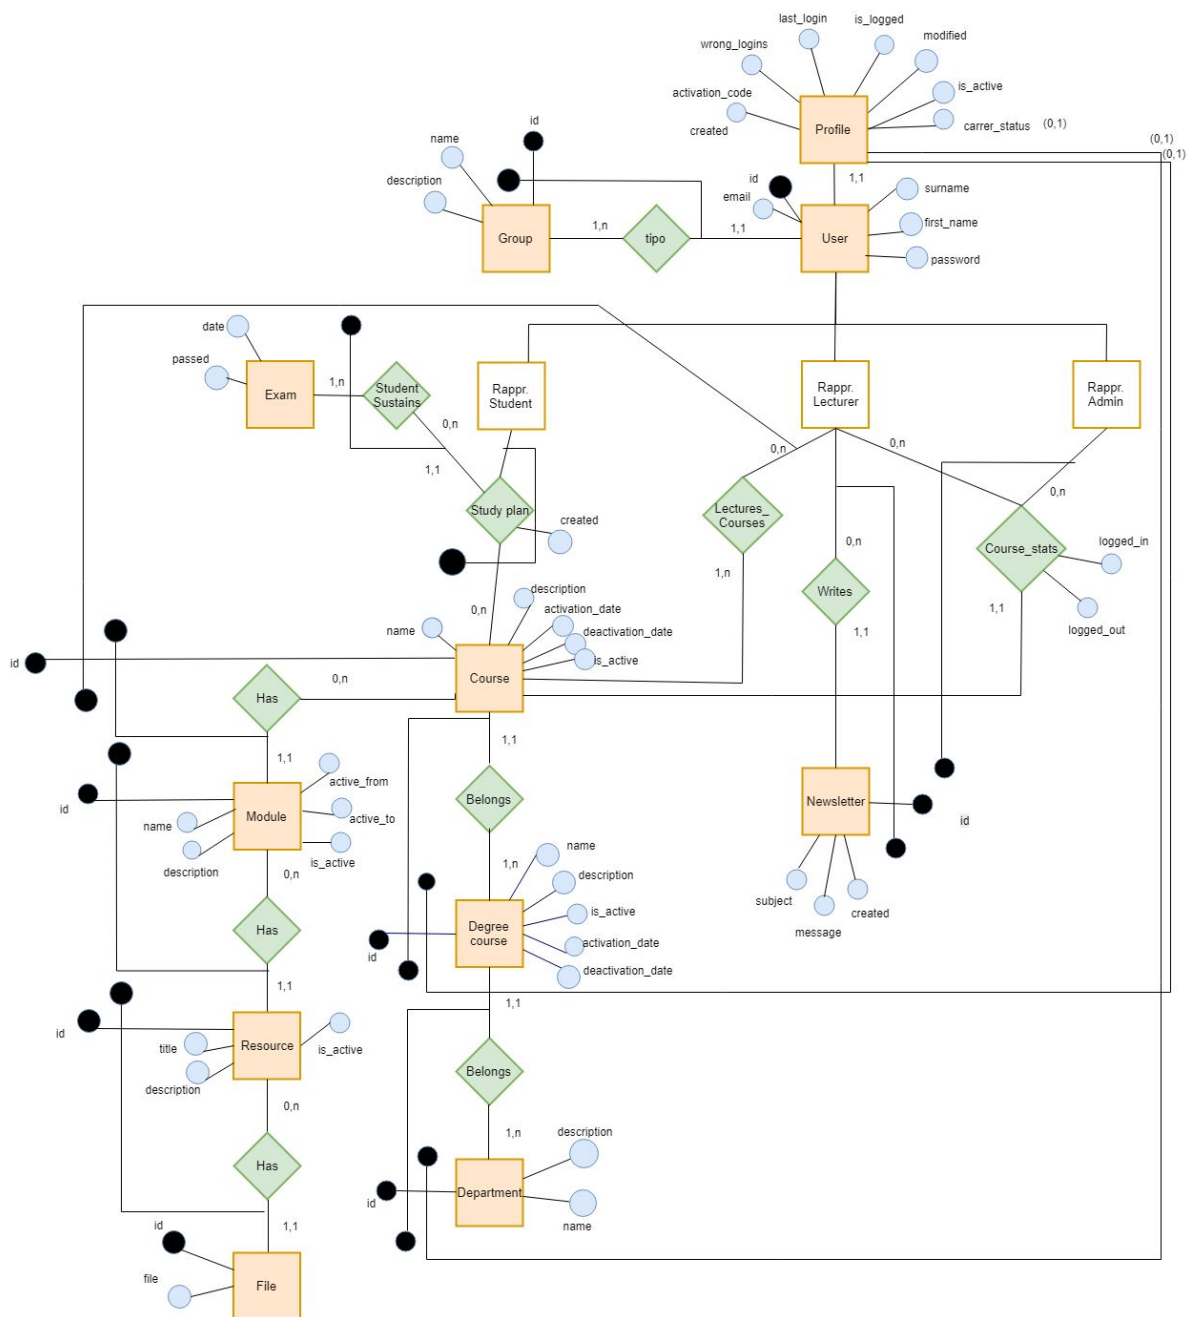 last_login
is_logged
modified
wrong_logins
is_active
activation_code
created
Profile
carrer_status
(0,1)
(0,1)
(0,1)
id
name
description
Group
1,n
tipo
1,1
1,1
id
email
User
surname
first_name
password
date
passed
Exam
1,n
Student
Sustains
0,n
1,1
Rappr.
Student
Rappr.
Lecturer
Rappr.
Admin
Study plan
created
0,n
0,n
0,n
Lectures_
Courses
1,n
0,n
Writes
1,1
0,n
Course_stats
logged_in
logged_out
1,1
description
activation_date
deactivation_date
is_active
name
id
Course
0,n
Has
1,1
1,1
active_from
active_to
is_active
id
name
description
Module
0,n
Belongs
Newsletter
id
subject
message
created
1,n
name
description
is_active
activation_date
deactivation_date
Degree
course
id
Has
1,1
1,1
id
title
description
Resource
is_active
0,n
Belongs
1,n
description
Department
name
id
Has
1,1
id
file
File